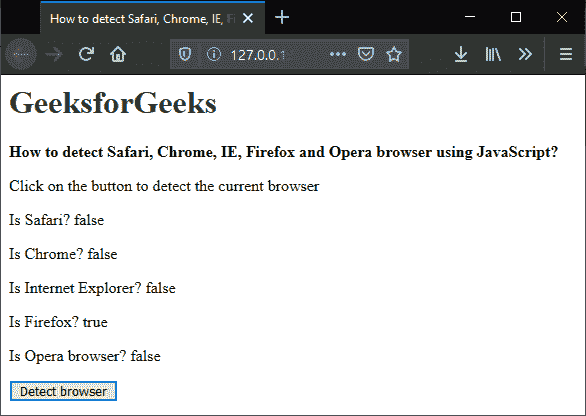 How to detect Safari, Chrome, IE,
127.0.0.1
GeeksforGeeks
How to detect Safari, Chrome, IE, Firefox and Opera browser using JavaScript?
Click on the button to detect the current browser
Is Safari? false
Is Chrome? false
Is Internet Explorer? false
Is Firefox? true
Is Opera browser? false
Detect browser